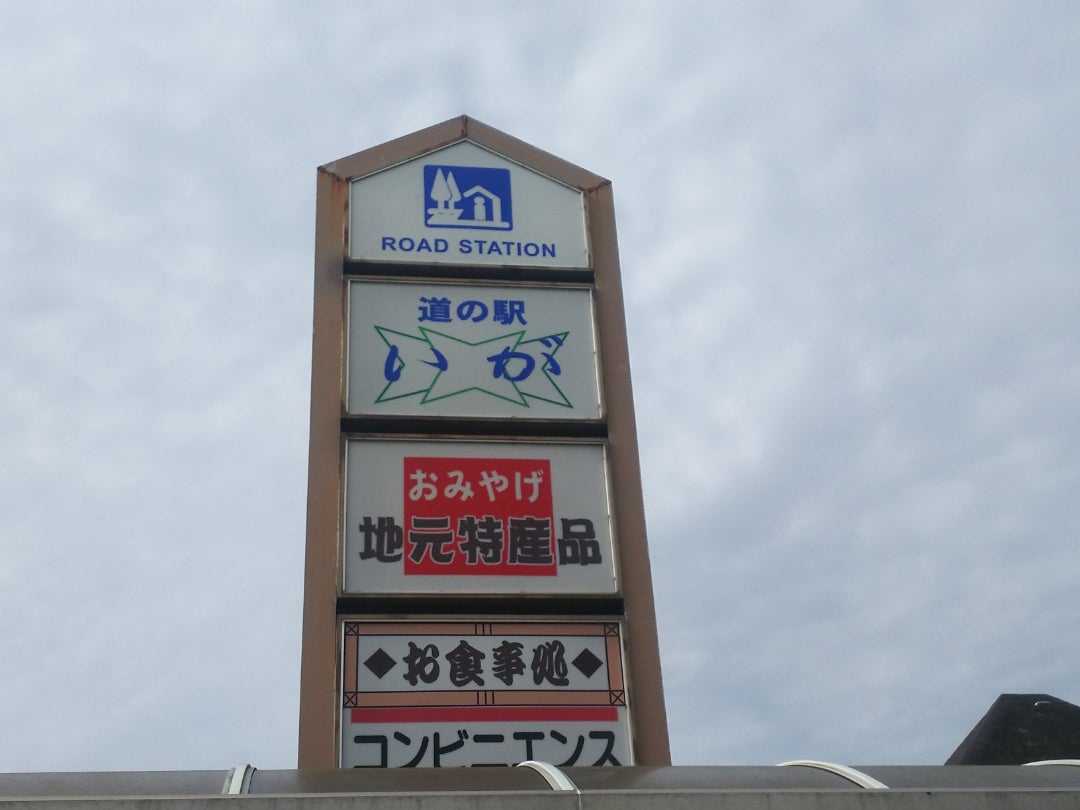 ROAD STATION
道の駅
いが
おみやげ
地元特産品
お食事処
コンビニエンス